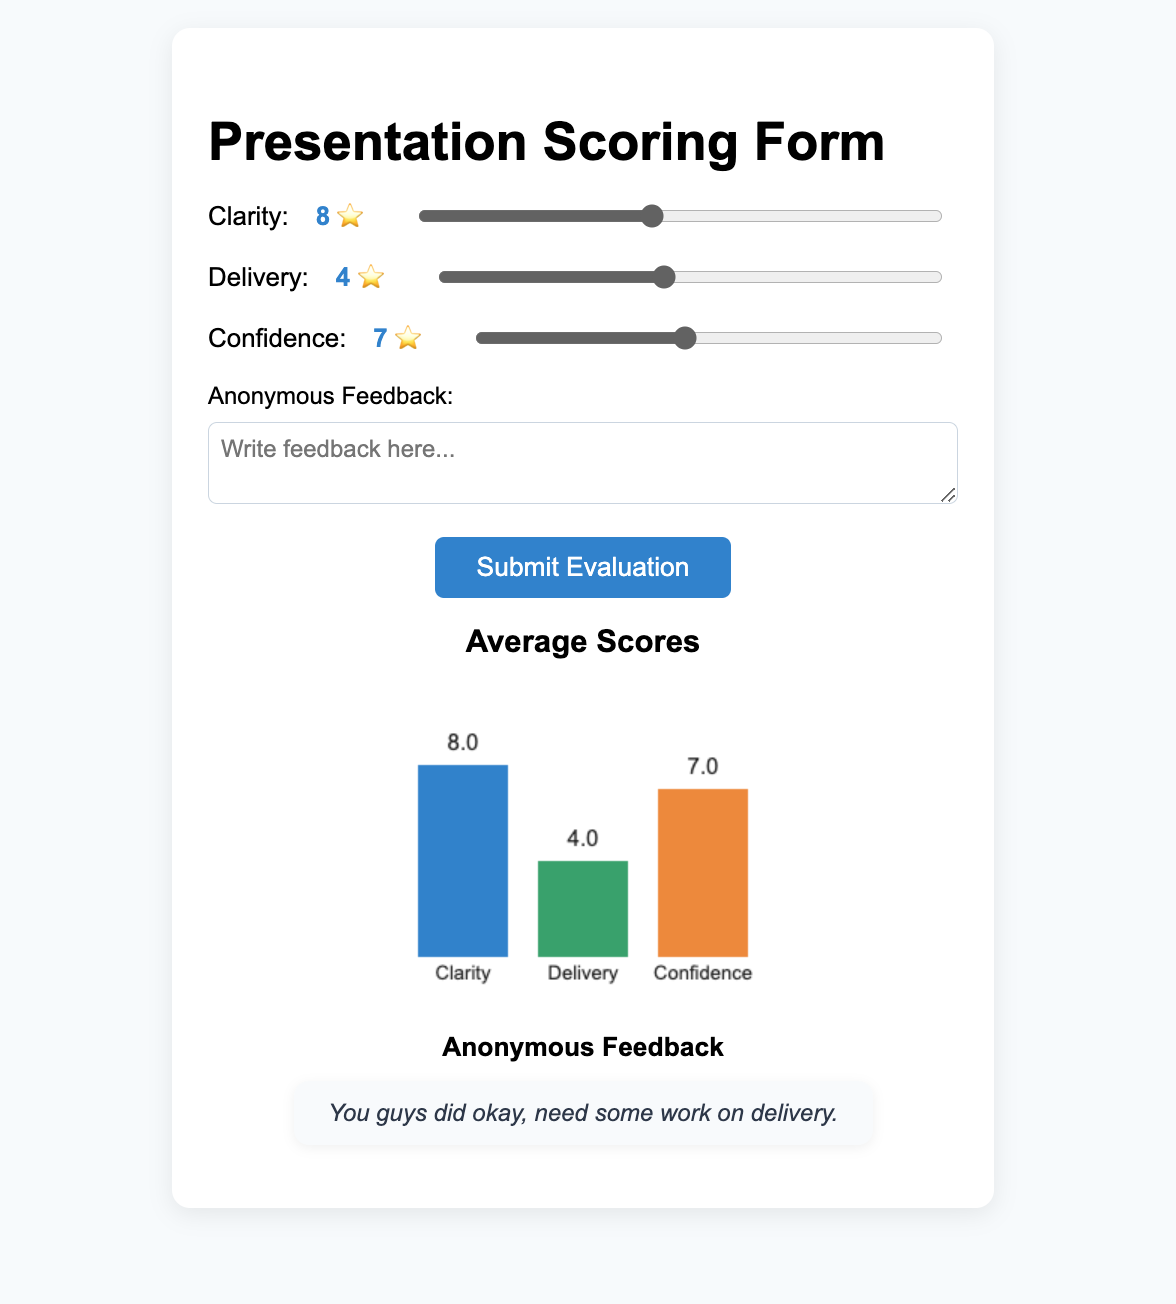 Presentation Scoring Form
Clarity: 8 ⭐
Delivery: 4 ⭐
Confidence: 7 ⭐
Anonymous Feedback:
Write feedback here...
Submit Evaluation
Average Scores
8.0
7.0
4.0
Clarity Delivery Confidence
Anonymous Feedback
You guys did okay, need some work on delivery.